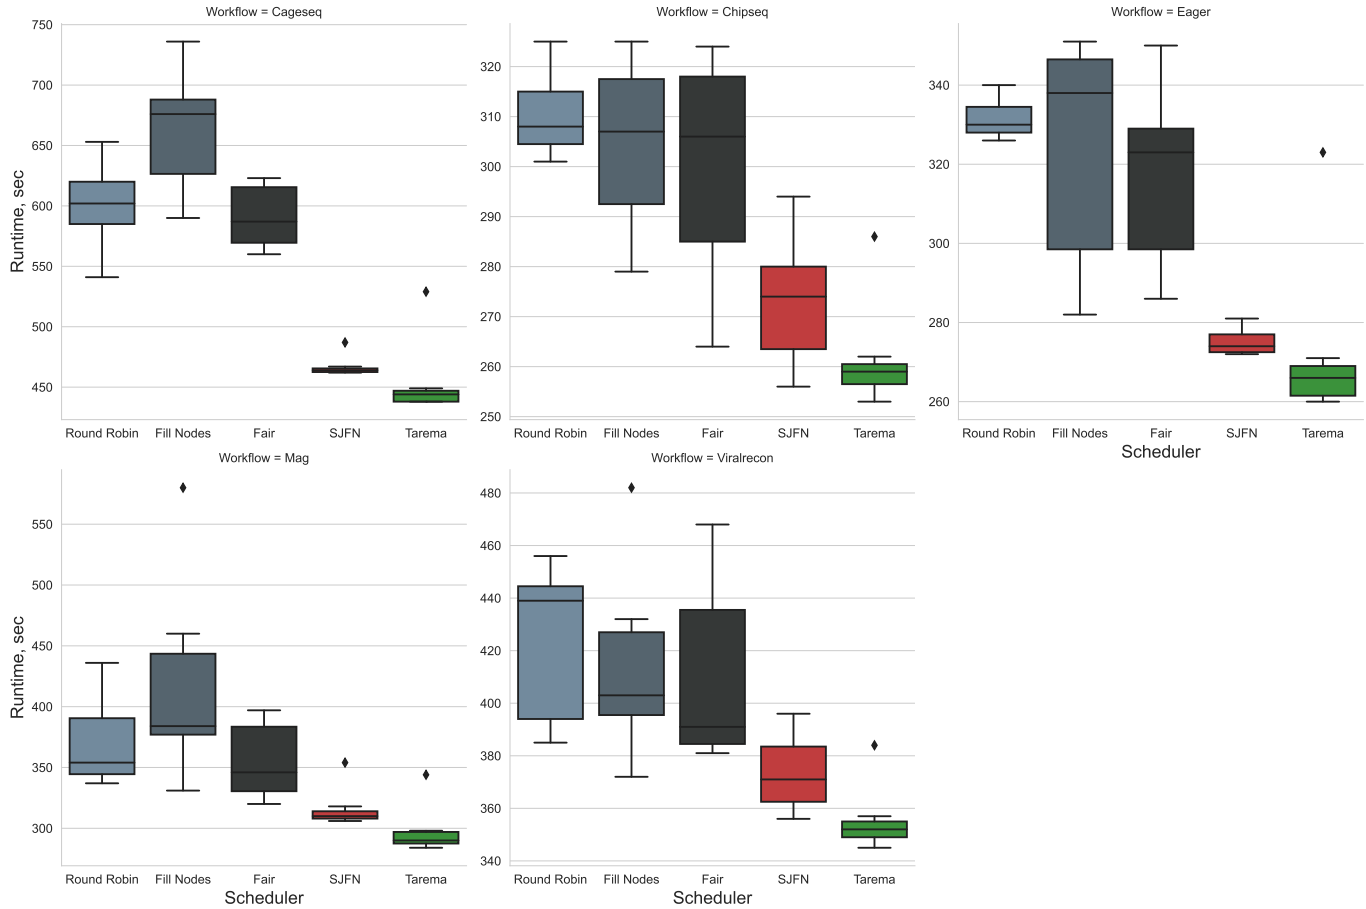 Workflow = Cageseq
750
700
650
600
550
500
450
Runtime, sec
Round Robin Fill Nodes Fair SJFN Tarema
Workflow = Chipseq
320
310
300
290
280
270
260
250
Round Robin Fill Nodes Fair SJFN Tarema
Workflow = Eager
340
320
300
280
260
Round Robin Fill Nodes Fair SJFN Tarema
Scheduler
Workflow = Mag
550
500
450
400
350
300
Runtime, sec
Round Robin Fill Nodes Fair SJFN Tarema
Scheduler
Workflow = Viralrecon
480
460
440
420
400
380
360
340
Round Robin Fill Nodes Fair SJFN Tarema
Scheduler